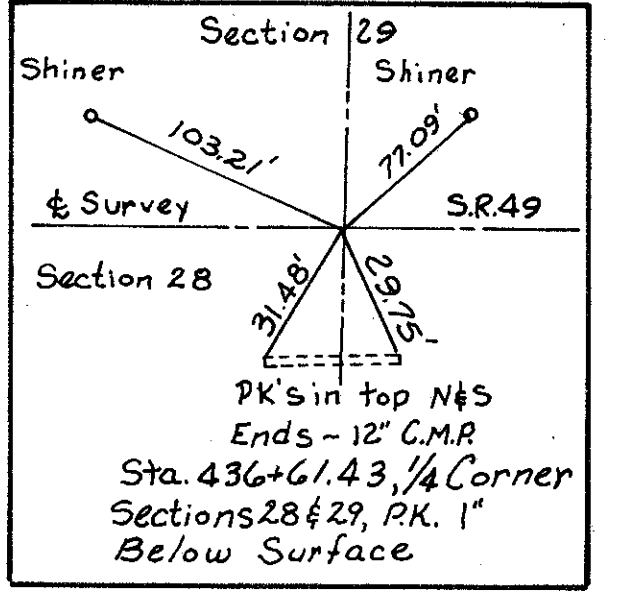 Section 29
Shiner
Shiner
103.21'
77.09'
℄ Survey
S.R.49
Section 28
31.48'
29.75'
PK's in top N&S
Ends ~ 12" C.M.P.
Sta. 436+61.43, 1/4 Corner
Sections 28 & 29, P.K. 1"
Below Surface